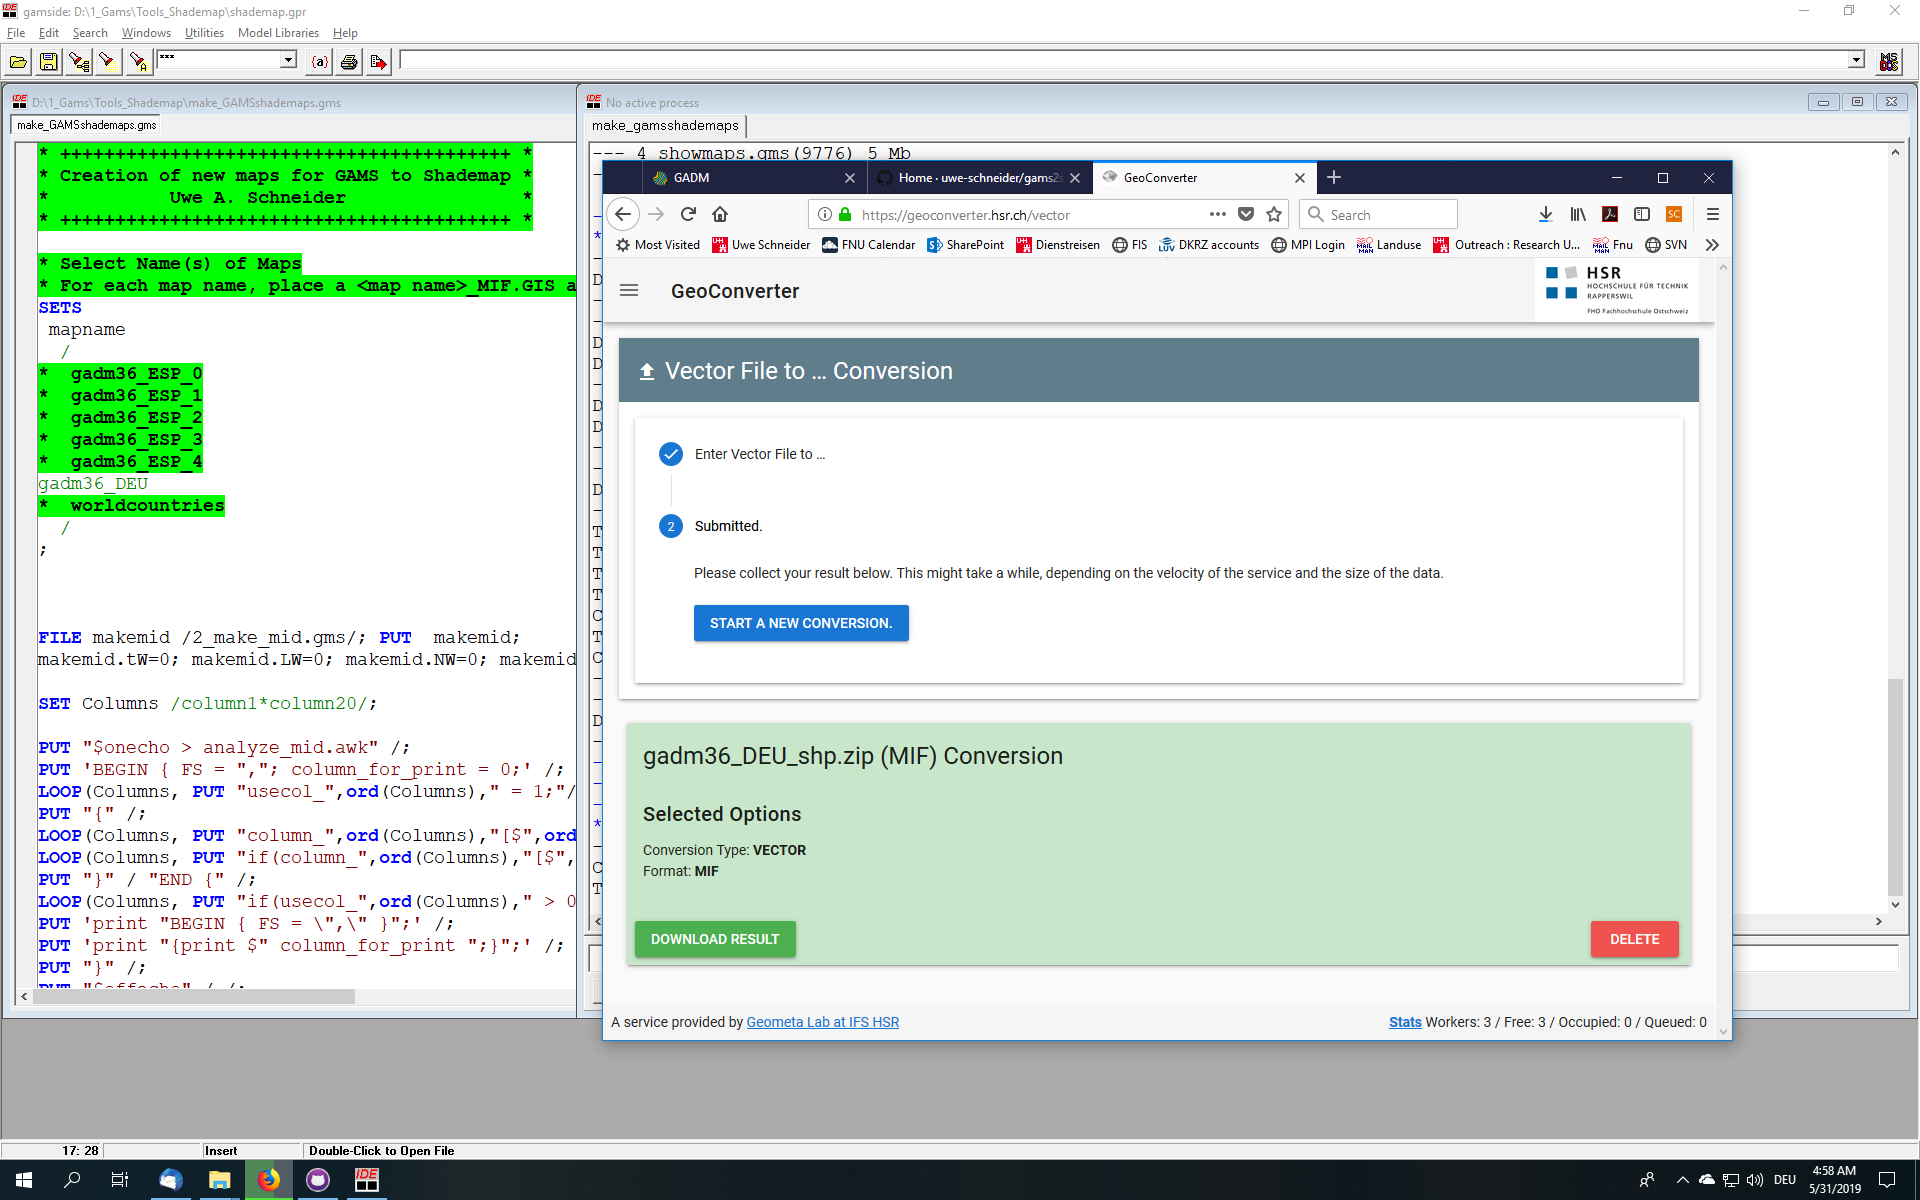 gamside: D:\1_Gams\Tools_Shademap\shademap.gpr
File Edit Search Windows Utilities Model Libraries Help
*** {a} MS DOS
IDE D:\1_Gams\Tools_Shademap\make_GAMSshademaps.gms
make_GAMSshademaps.gms
* +++++++++++++++++++++++++++++++++++++++++ *
* Creation of new maps for GAMS to Shademap *
* Uwe A. Schneider *
* +++++++++++++++++++++++++++++++++++++++++ *
* Select Name(s) of Maps
* For each map name, place a <map name>_MIF.GIS a
SETS
mapname
/
* gadm36_ESP_0
* gadm36_ESP_1
* gadm36_ESP_2
* gadm36_ESP_3
* gadm36_ESP_4
gadm36_DEU
* worldcountries
/
;
FILE makemid /2_make_mid.gms/; PUT makemid;
makemid.tW=0; makemid.LW=0; makemid.NW=0; makemid
SET Columns /column1*column20/;
PUT "$onecho > analyze_mid.awk" /;
PUT 'BEGIN { FS = ","; column_for_print = 0;' /;
LOOP(Columns, PUT "usecol_",ord(Columns)," = 1;"/
PUT "{" /;
LOOP(Columns, PUT "column_",ord(Columns),"[$",ord
LOOP(Columns, PUT "if(column_",ord(Columns),"[$",
PUT "}" / "END {" /;
LOOP(Columns, PUT "if(usecol_",ord(Columns)," > 0
PUT 'print "BEGIN { FS = \",\" }";' /;
PUT 'print "{print $" column_for_print ";}";' /;
PUT "}" /;
IDE No active process
make_gamsshademaps
--- 4 showmaps.gms(9776) 5 Mb
GADM
Home · uwe-schneider/gams2s
GeoConverter
https://geoconverter.hsr.ch/vector
Search
Most Visited Uwe Schneider FNU Calendar SharePoint Dienstreisen FIS DKRZ accounts MPI Login Landuse Outreach : Research U... Fnu SVN
GeoConverter
HSR
HOCHSCHULE FÜR TECHNIK
RAPPERSWIL
FHO Fachhochschule Ostschweiz
Vector File to ... Conversion
Enter Vector File to ...
2 Submitted.
Please collect your result below. This might take a while, depending on the velocity of the service and the size of the data.
START A NEW CONVERSION.
gadm36_DEU_shp.zip (MIF) Conversion
Selected Options
Conversion Type: VECTOR
Format: MIF
DOWNLOAD RESULT
DELETE
A service provided by Geometa Lab at IFS HSR
Stats Workers: 3 / Free: 3 / Occupied: 0 / Queued: 0
17: 28 Insert Double-Click to Open File
IDE
DEU
4:58 AM
5/31/2019